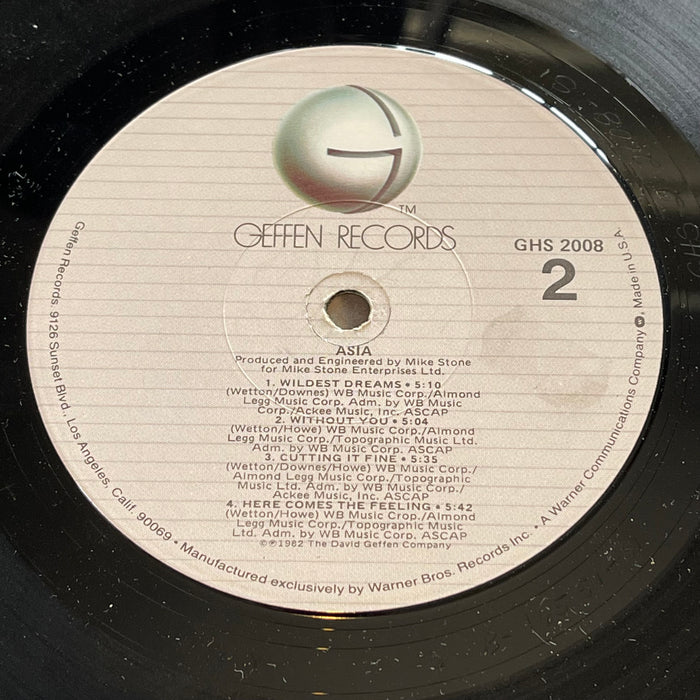 G
TM
GEFFEN RECORDS
GHS 2008
2
ASIA
Produced and Engineered by Mike Stone
for Mike Stone Enterprises Ltd.
1. WILDEST DREAMS • 5:10
(Wetton/Downes) WB Music Corp./Almond
Legg Music Corp. Adm. by WB Music
Corp./Ackee Music, Inc. ASCAP
2. WITHOUT YOU • 5:04
(Wetton/Howe) WB Music Corp./Almond
Legg Music Corp./Topographic Music Ltd.
Adm. by WB Music Corp. ASCAP
3. CUTTING IT FINE • 5:35
(Wetton/Downes/Howe) WB Music Corp./
Almond Legg Music Corp./Topographic
Music Ltd. Adm. by WB Music Corp./
Ackee Music, Inc. ASCAP
4. HERE COMES THE FEELING • 5:42
(Wetton/Howe) WB Music Crop./Almond
Legg Music Corp./Topographic Music
Ltd. Adm. by WB Music Corp. ASCAP
©℗1982 The David Geffen Company
Geffen Records. 9126 Sunset Blvd., Los Angeles, Calif. 90069 • Manufactured exclusively by Warner Bros. Records Inc. • A Warner Communications Company. Made in U.S.A.